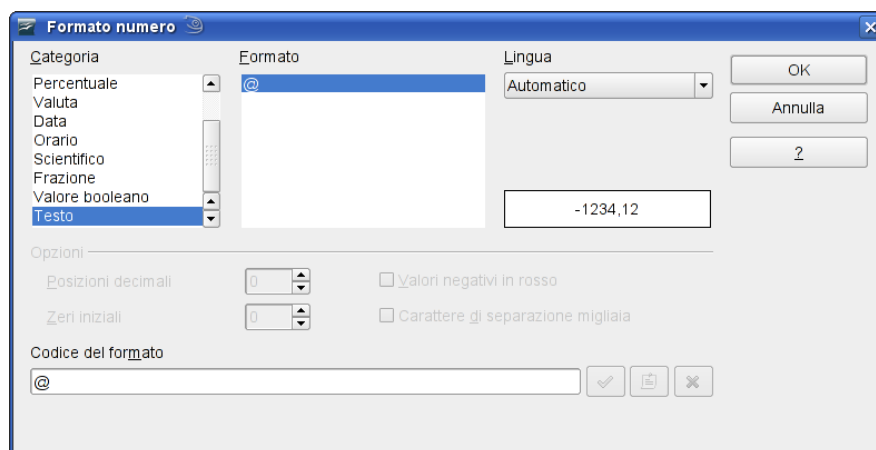 Formato numero
Categoria
Formato
Lingua
Percentuale
Valuta
Data
Orario
Scientifico
Frazione
Valore booleano
Testo
@
Automatico
OK
Annulla
?
-1234,12
Opzioni
Posizioni decimali
0
Valori negativi in rosso
Zeri iniziali
0
Carattere di separazione migliaia
Codice del formato
@